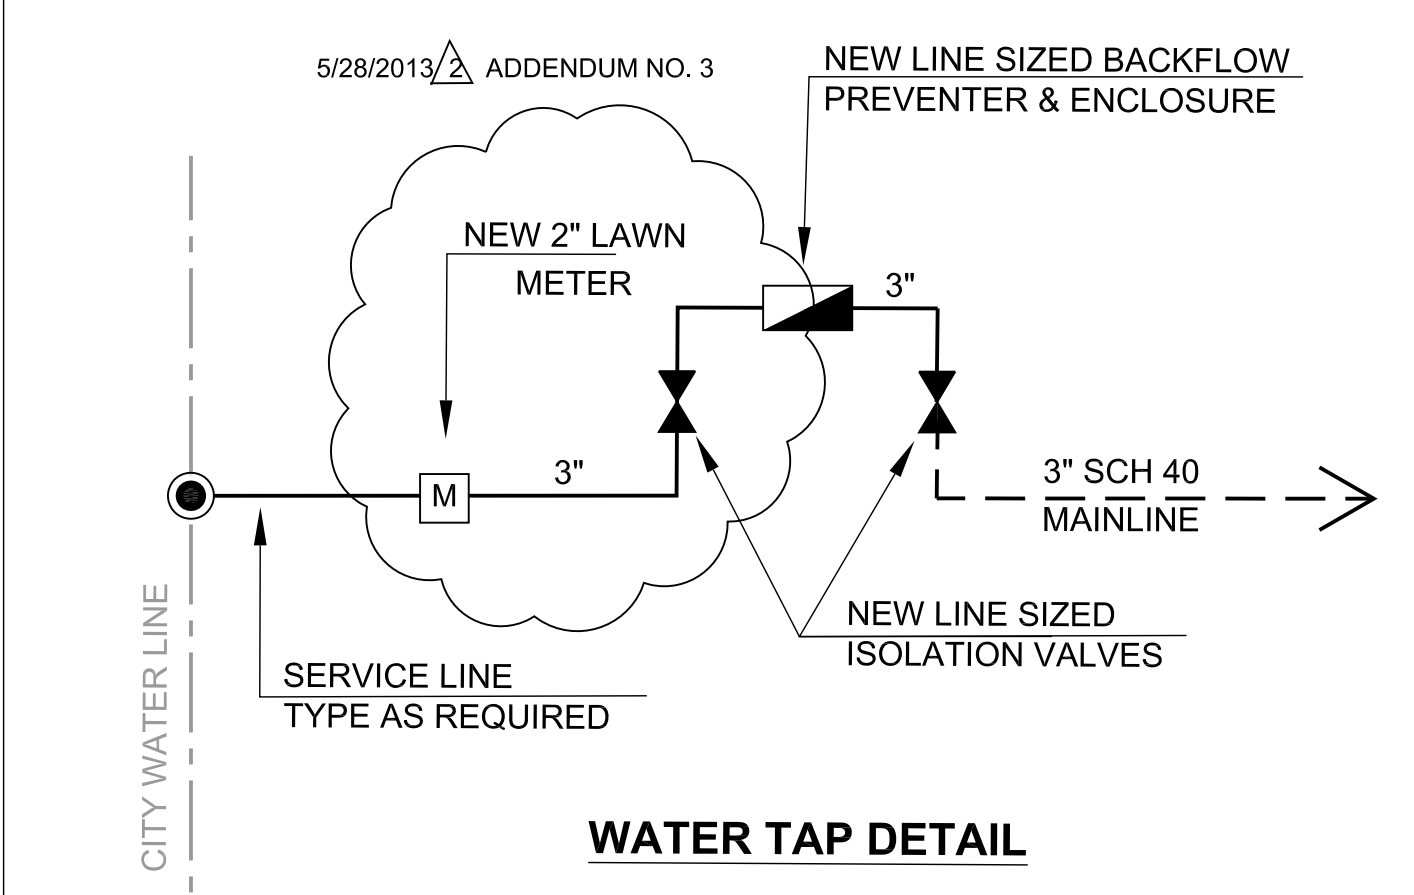 5/28/2013 2 ADDENDUM NO. 3
NEW LINE SIZED BACKFLOW
PREVENTER & ENCLOSURE
NEW 2" LAWN
METER
3"
M
3"
3" SCH 40
MAINLINE
NEW LINE SIZED
ISOLATION VALVES
SERVICE LINE
TYPE AS REQUIRED
CITY WATER LINE
WATER TAP DETAIL